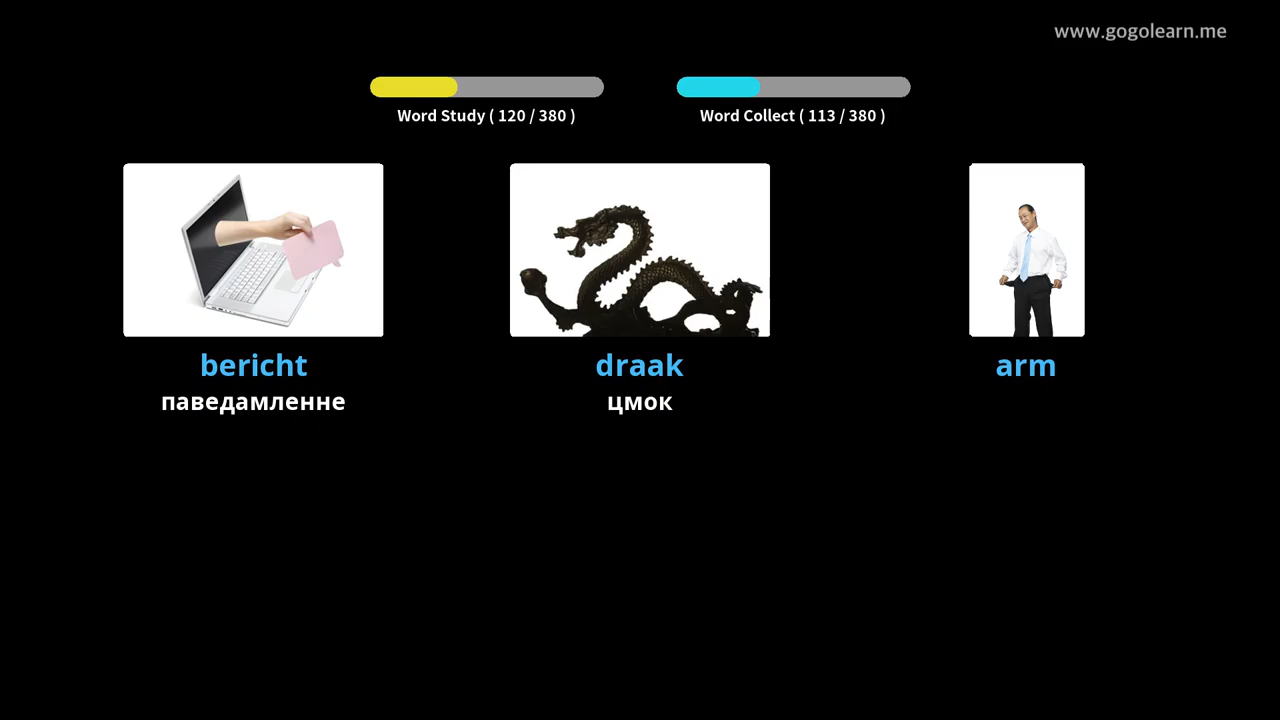 www.gogolearn.me
Word Study ( 120 / 380 )
Word Collect ( 113 / 380 )
bericht
draak
arm
паведамленне
цмок